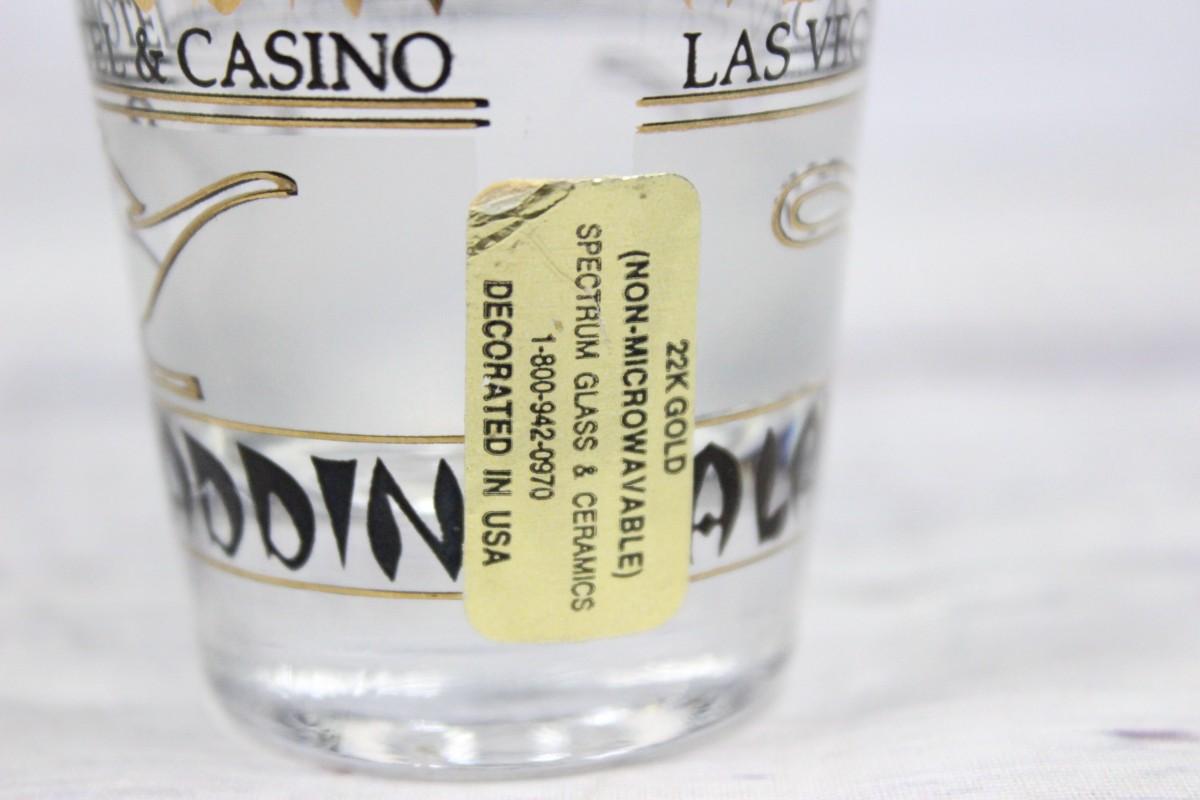 EL & CASINO
LAS VEG
22K GOLD
(NON-MICROWAVABLE)
SPECTRUM GLASS & CERAMICS
1-800-942-0970
DECORATED IN USA
DDIN
ALA